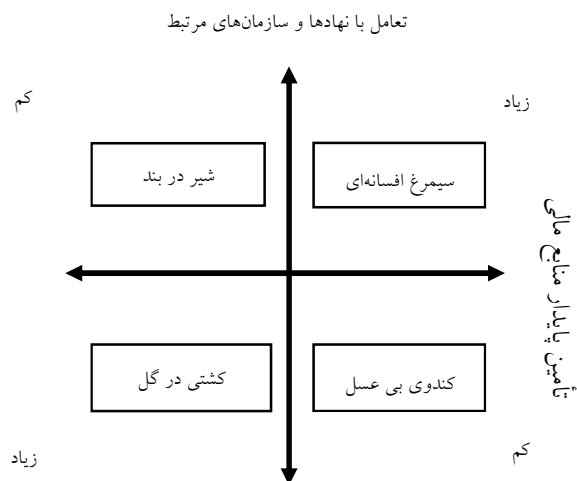 تعامل با نهادها و سازمان‌های مرتبط
زیاد
کم
سیمرغ افسانه‌ای
شیر در بند
تأمین پایدار منابع مالی
کندوی بی عسل
کشتی در گل
کم
زیاد